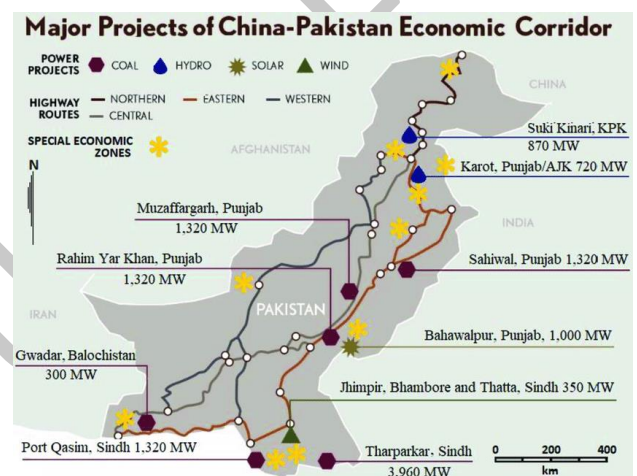 Major Projects of China-Pakistan Economic Corridor
POWER
PROJECTS
COAL
HYDRO
SOLAR
WIND
HIGHWAY
ROUTES
NORTHERN
EASTERN
WESTERN
CENTRAL
SPECIAL ECONOMIC
ZONES
N
CHINA
AFGHANISTAN
Suki Kinari, KPK
870 MW
Karot, Punjab/AJK 720 MW
Muzaffargarh, Punjab
1,320 MW
INDIA
Rahim Yar Khan, Punjab
1,320 MW
Sahiwal, Punjab 1,320 MW
IRAN
PAKISTAN
Bahawalpur, Punjab, 1,000 MW
Gwadar, Balochistan
300 MW
Jhimpir, Bhambore and Thatta, Sindh 350 MW
Port Qasim, Sindh 1,320 MW
Tharparkar, Sindh
3,960 MW
0 200 400
km